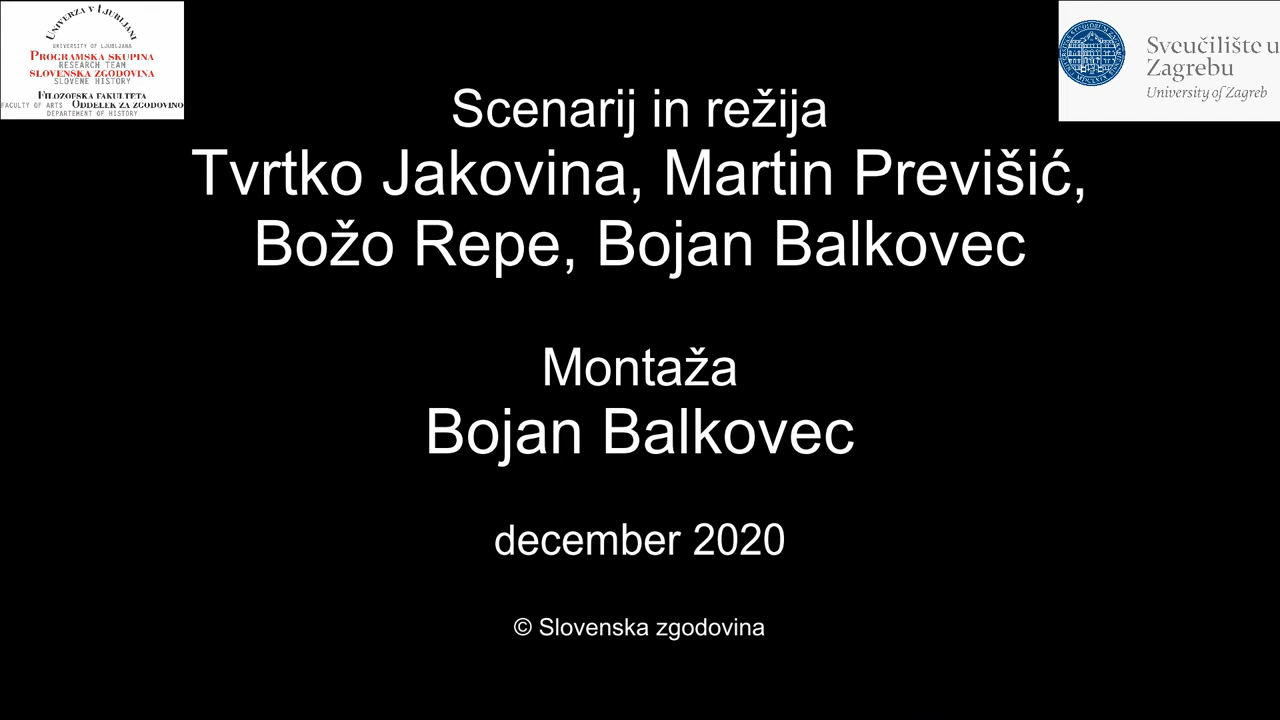 UNIVERZA V LJUBLJANI
UNIVERSITY OF LJUBLJANA
PROGRAMSKA SKUPINA
RESEARCH TEAM
SLOVENSKA ZGODOVINA
SLOVENE HISTORY
FILOZOFSKA FAKULTETA
FACULTY OF ARTS ODDELEK ZA ZGODOVINO
DEPARTEMENT OF HISTORY
Sveučilište u
Zagrebu
University of Zagreb
Scenarij in režija
Tvrtko Jakovina, Martin Previšić,
Božo Repe, Bojan Balkovec
Montaža
Bojan Balkovec
december 2020
© Slovenska zgodovina